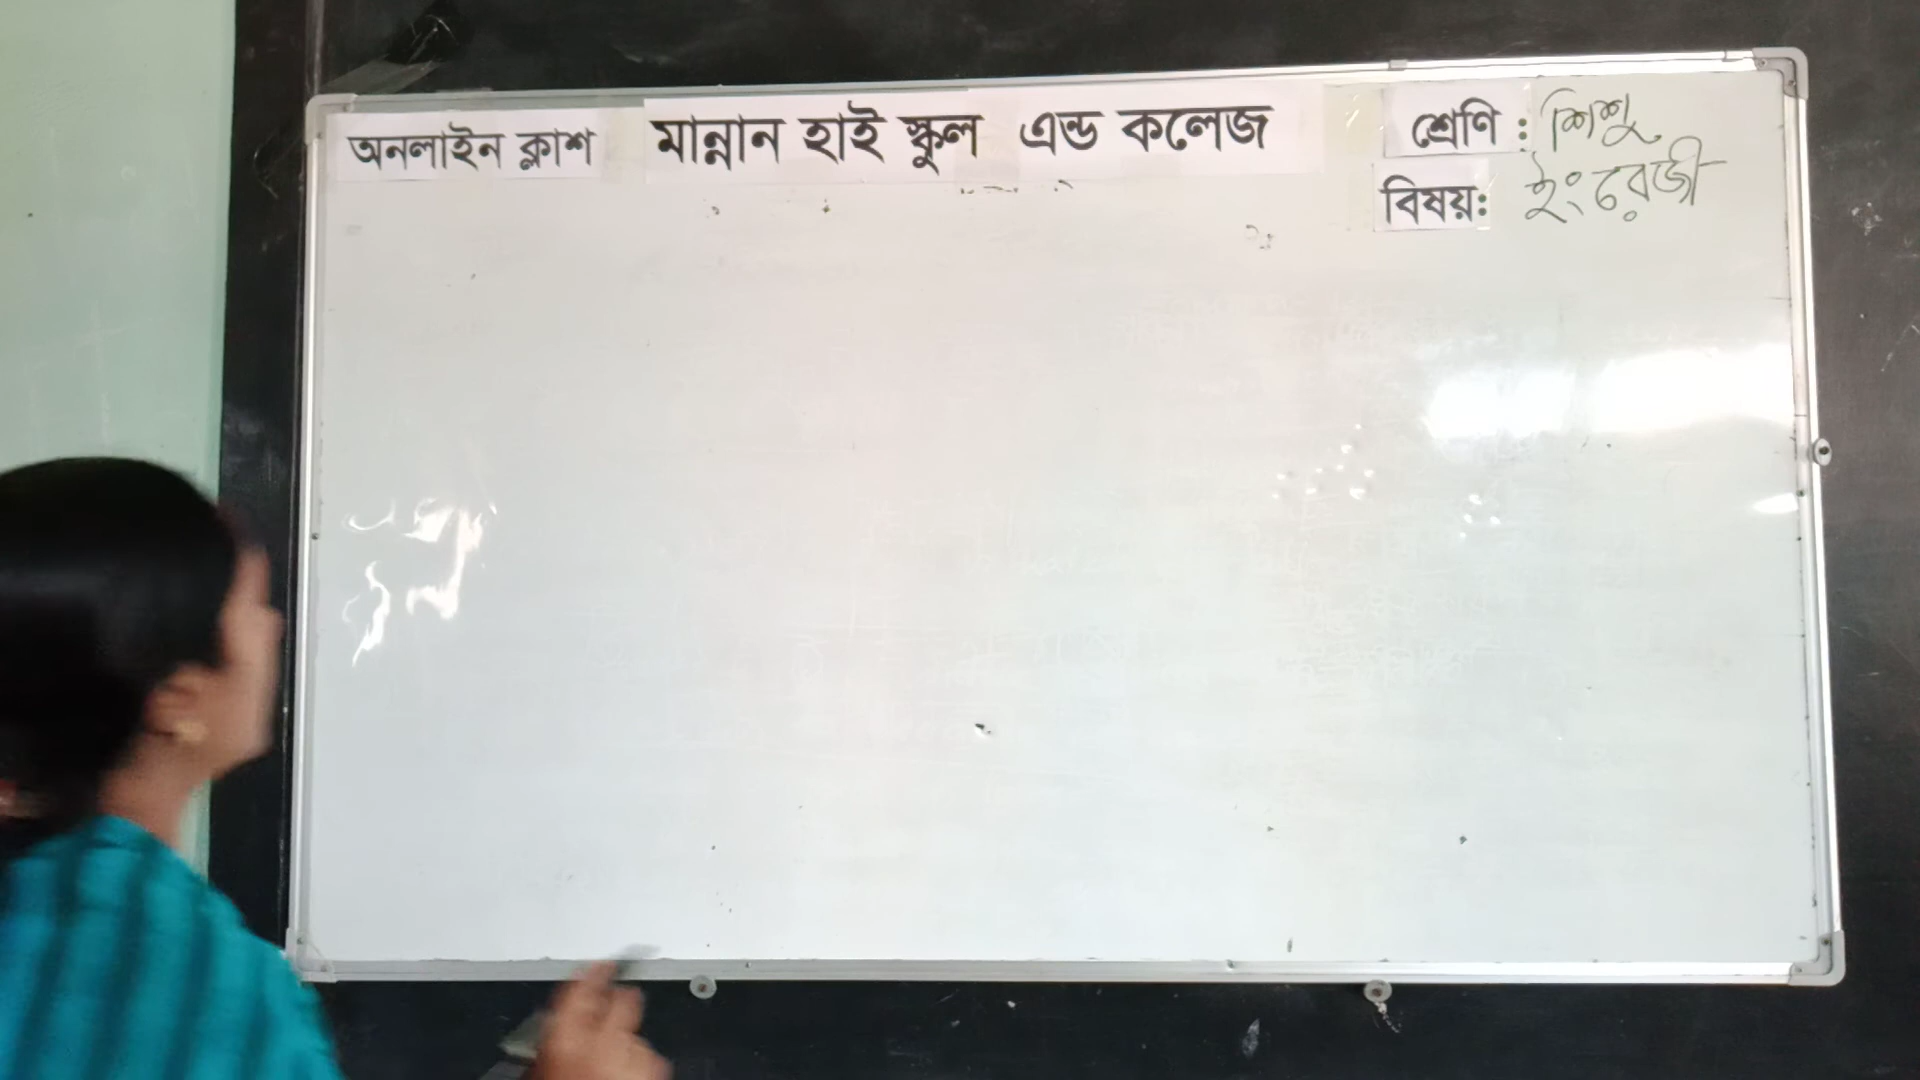 অনলাইন ক্লাশ মান্নান হাই স্কুল এন্ড কলেজ শ্রেণি : শিশু
বিষয়ঃ ইংরেজী